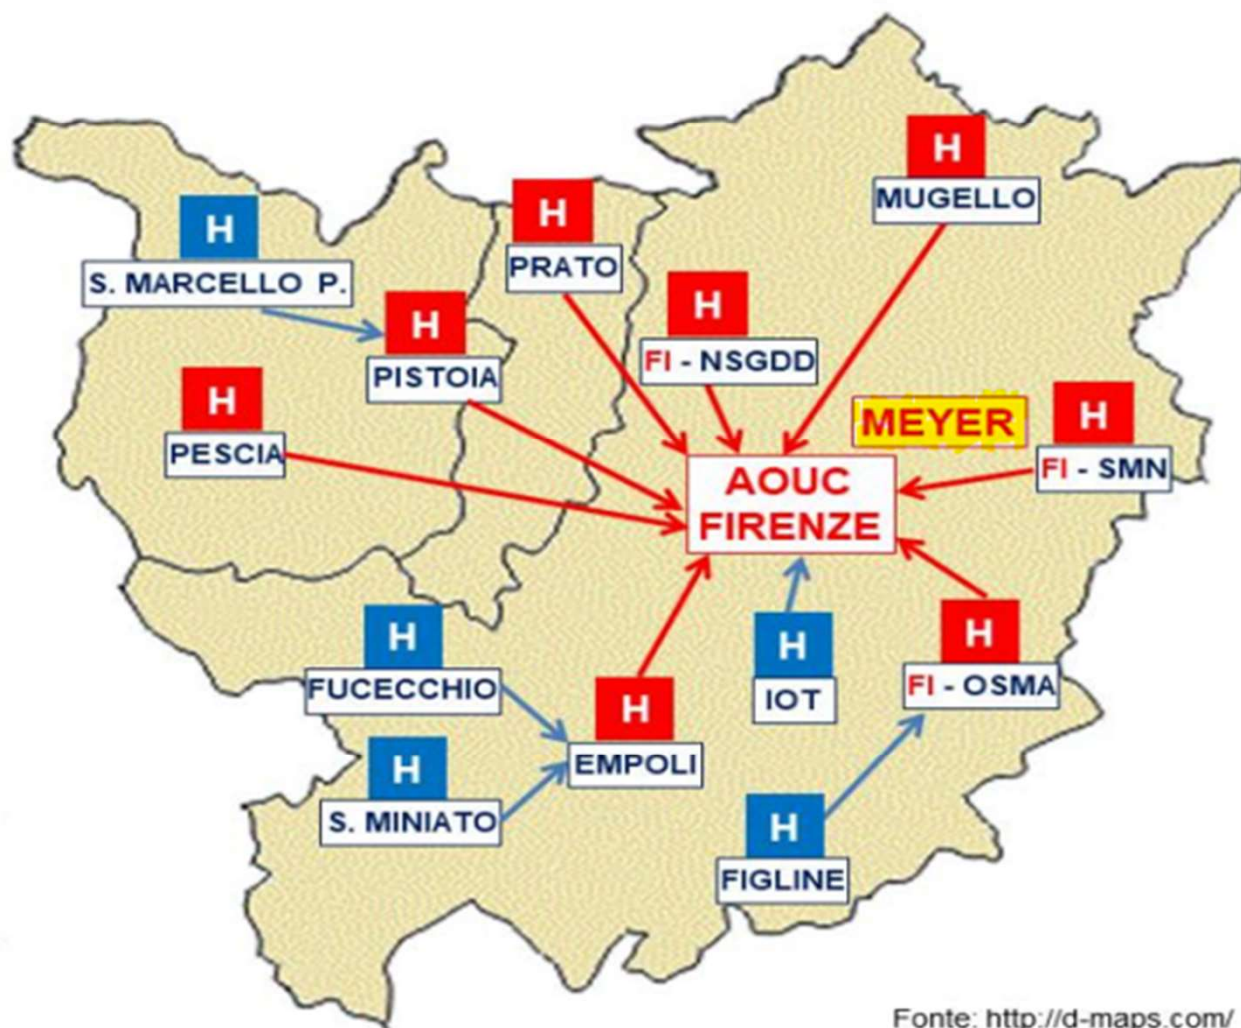 H
MUGELLO
H
PRATO
H
S. MARCELLO P.
H
FI - NSGDD
H
PISTOIA
H
PESCIA
MEYER
H
FI - SMN
AOUC
FIRENZE
H
FUCECCHIO
H
IOT
H
FI - OSMA
H
EMPOLI
H
S. MINIATO
H
FIGLINE
Fonte: http://d-maps.com/